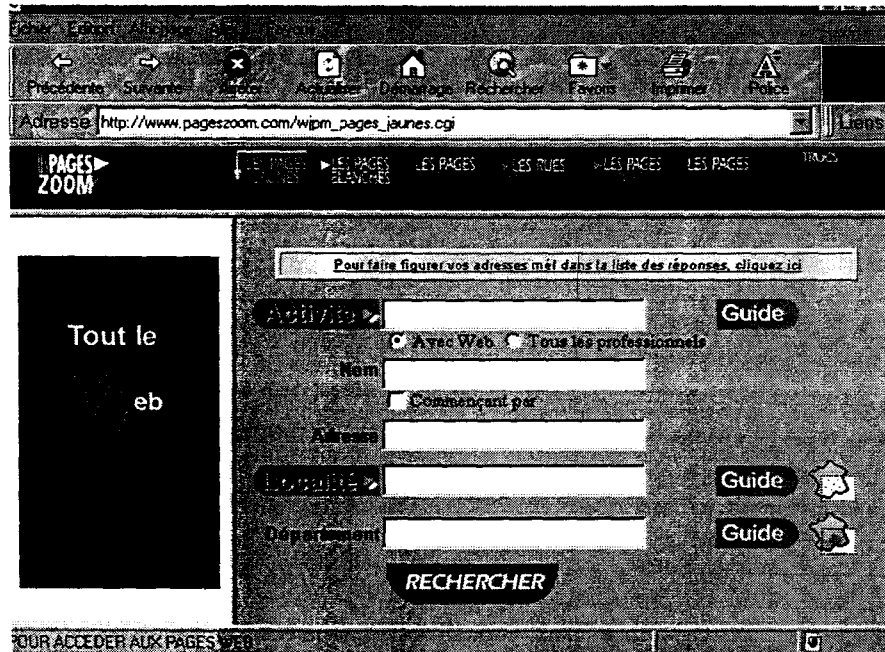 Précédente Suivante Arrêter Actualiser Démarrage Rechercher Favoris Imprimer Police
Adresse http://www.pageszoom.com/wjpm_pages_jaunes.cgi Liens
PAGES ZOOM
LES PAGES BLANCHES LES PAGES LES RUES LES PAGES LES PAGES TRUCS
Pour faire figurer vos adresses mél dans la liste des réponses, cliquez ici
Activité Guide
Tout le
Avec Web Tous les professionnels
Nom
eb
Commençant par
Adresse
Localité Guide
Département Guide
RECHERCHER
POUR ACCEDER AUX PAGES WEB